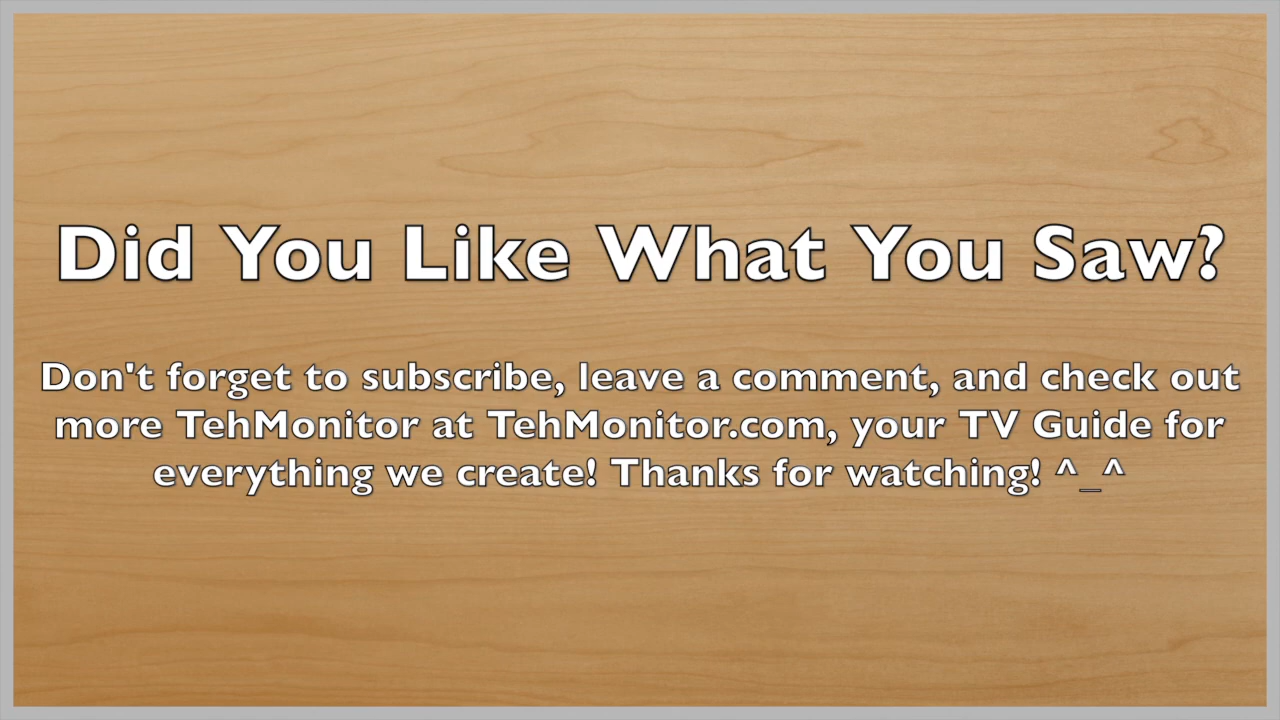 Did You Like What You Saw?
Don't forget to subscribe, leave a comment, and check out
more TehMonitor at TehMonitor.com, your TV Guide for
everything we create! Thanks for watching! ^_^